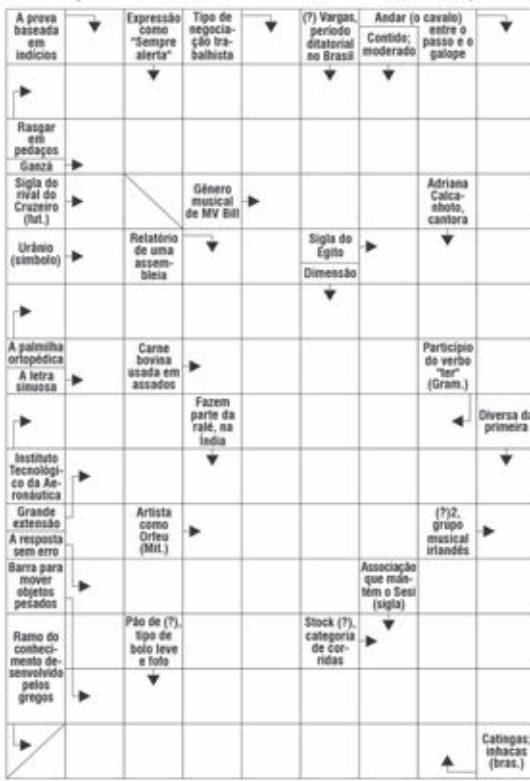 A prova
baseada
em
indícios
Expressão
como
"Sempre
alerta"
Tipo de
negocia-
ção tra-
balhista
(?) Vargas,
período
ditatorial
no Brasil
Andar (o cavalo)
entre o
passo e o
galope
Contido;
moderado
Rasgar
em
pedaços
Ganzá
Sigla do
rival do
Cruzeiro
(fut.)
Gênero
musical
de MV Bill
Adriana
Calca-
nhoto,
cantora
Urânio
(símbolo)
Relatório
de uma
assem-
bleia
Sigla do
Egito
Dimensão
A palmilha
ortopédica
A letra
sinuosa
Carne
bovina
usada em
assados
Particípio
do verbo
"ter"
(Gram.)
Fazem
parte da
ralé, na
Índia
Diversa da
primeira
Instituto
Tecnológi-
co da Ae-
ronáutica
Grande
extensão
A resposta
sem erro
Artista
como
Orfeu
(Mit.)
(?)2,
grupo
musical
irlandês
Barra para
mover
objetos
pesados
Associação
que man-
tém o Sesi
(sigla)
Ramo do
conheci-
mento de-
senvolvido
pelos
gregos
Pão de (?),
tipo de
bolo leve
e fofo
Stock (?),
categoria
de cor-
ridas
Catingas;
inhacas
(bras.)